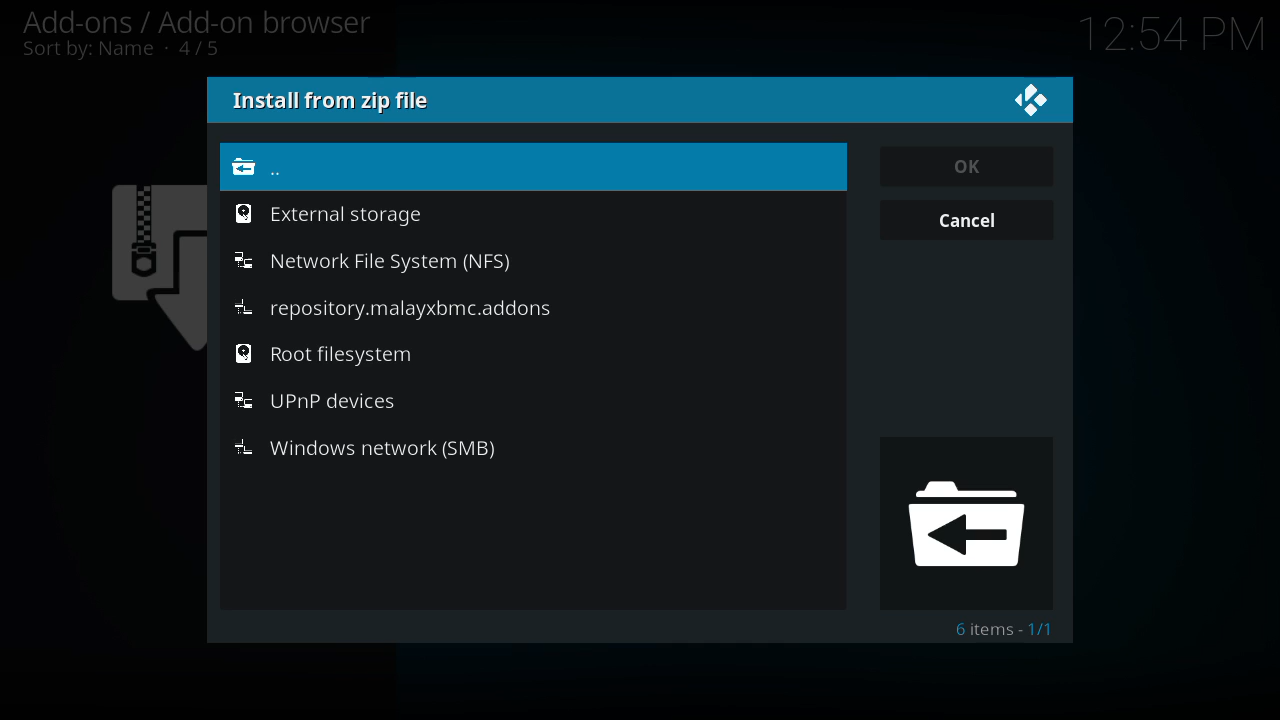 Add-ons / Add-on browser
Sort by: Name · 4 / 5
12:54 PM
Install from zip file
..
External storage
Network File System (NFS)
repository.malayxbmc.addons
Root filesystem
UPnP devices
Windows network (SMB)
OK
Cancel
6 items - 1/1